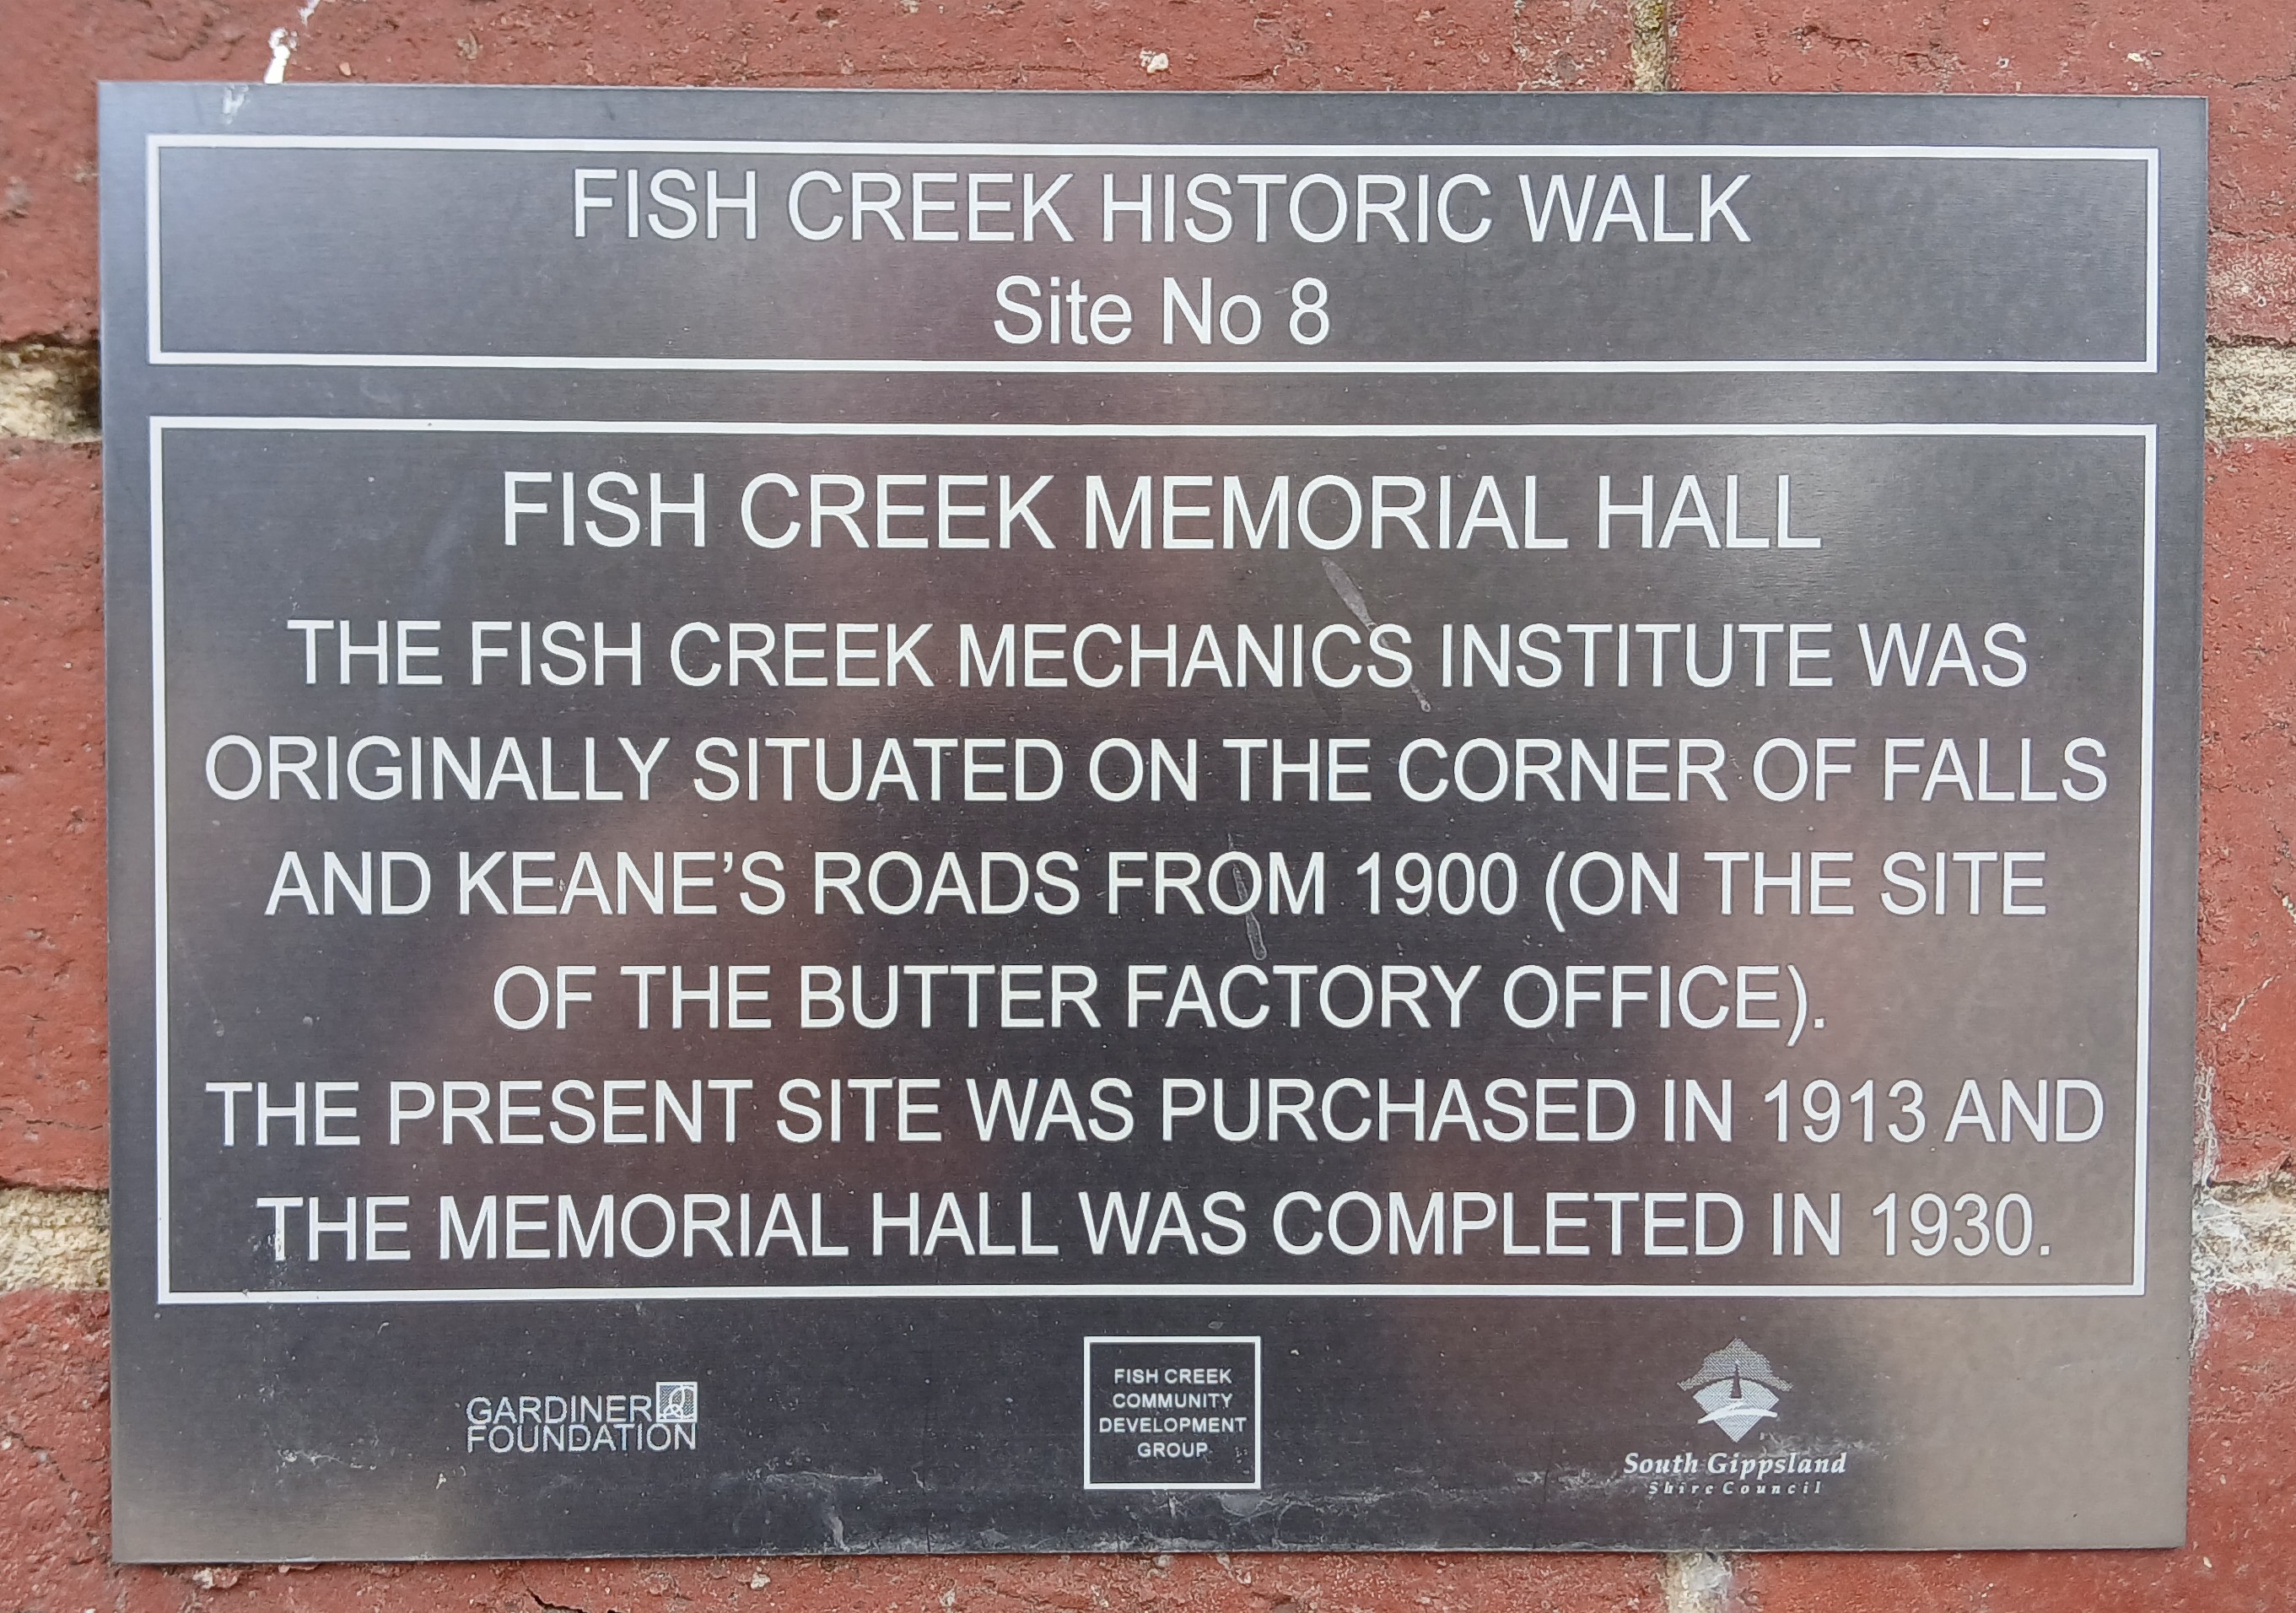 FISH CREEK HISTORIC WALK
Site No 8
FISH CREEK MEMORIAL HALL
THE FISH CREEK MECHANICS INSTITUTE WAS
ORIGINALLY SITUATED ON THE CORNER OF FALLS
AND KEANE’S ROADS FROM 1900 (ON THE SITE
OF THE BUTTER FACTORY OFFICE).
THE PRESENT SITE WAS PURCHASED IN 1913 AND
THE MEMORIAL HALL WAS COMPLETED IN 1930.
GARDINER
FOUNDATION
FISH CREEK
COMMUNITY
DEVELOPMENT
GROUP
South Gippsland
Shire Council